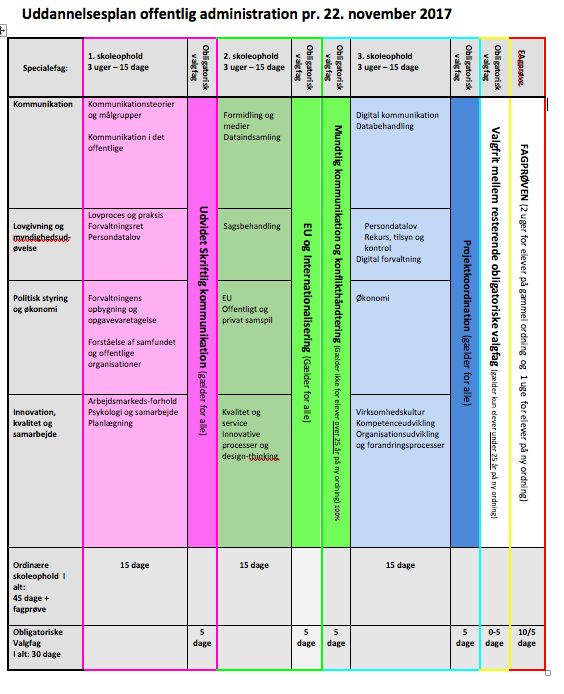 Uddannelsesplan offentlig administration pr. 22. november 2017
Specialefag:
1. skoleophold
3 uger – 15 dage
Obligatorisk
valgfag
2. skoleophold
3 uger – 15 dage
Obligatorisk
valgfag
Obligatorisk
valgfag
3. skoleophold
3 uger – 15 dage
Obligatorisk
valgfag
Obligatorisk
valgfag
Fagprøve
Kommunikation
Kommunikationsteorier
og målgrupper
Kommunikation i det
offentlige
Formidling og
medier
Dataindsamling
Digital kommunikation
Databehandling
Lovgivning og
myndighedsud-
øvelse
Lovproces og praksis
Forvaltningsret
Persondatalov
Sagsbehandling
Persondatalov
Rekurs, tilsyn og
kontrol
Digital forvaltning
Politisk styring
og økonomi
Forvaltningens
opbygning og
opgavevaretagelse
Forståelse af samfundet
og offentlige
organisationer
EU
Offentligt og
privat samspil
Økonomi
Innovation,
kvalitet og
samarbejde
Arbejdsmarkeds-forhold
Psykologi og samarbejde
Planlægning
Kvalitet og
service
Innovative
processer og
design-thinking
Virksomhedskultur
Kompetenceudvikling
Organisationsudvikling
og forandringsprocesser
Udvidet Skriftlig kommunikation (gælder for alle)
EU og Internationalisering (Gælder for alle)
Mundtlig kommunikation og konflikthåndtering (Gælder ikke for elever over 25 år på ny ordning) 100%
Projektkoordination (gælder for alle)
Valgfrit mellem resterende obligatoriske valgfag (gælder kun elever under 25 år på ny ordning)
FAGPRØVEN (2 uger for elever på gammel ordning og 1 uge for elever på ny ordning)
Ordinære
skoleophold I
alt:
45 dage +
fagprøve
15 dage
15 dage
15 dage
Obligatoriske
Valgfag
I alt: 30 dage
5
dage
5
dage
5
dage
5
dage
0-5
dage
10/5
dage